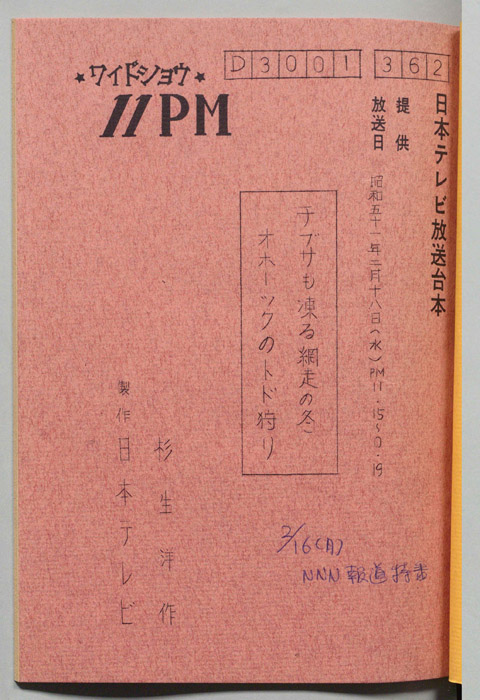 日本テレビ放送台本
D3001 362
提供
放送日 昭和五十一年二月十八日(水)PM11.15〜0.19
★ワイドショウ★
11PM
チブサも凍る網走の冬
オホーツクのトド狩り
杉生洋作
製作 日本テレビ
2/16(月)
NNN報道特集